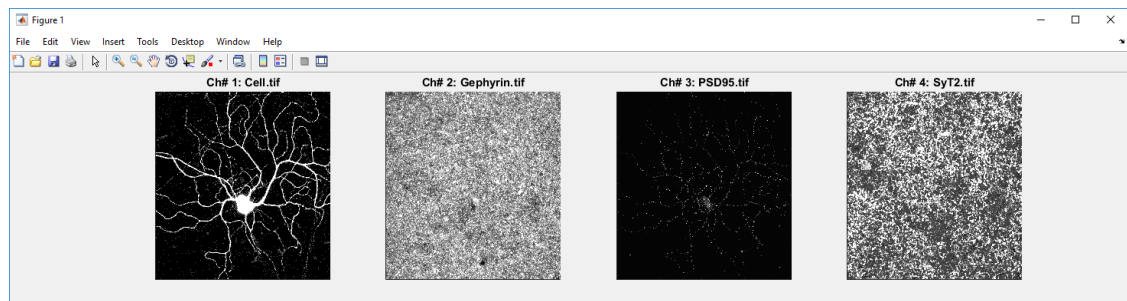 Figure 1
File Edit View Insert Tools Desktop Window Help
Ch# 1: Cell.tif Ch# 2: Gephyrin.tif Ch# 3: PSD95.tif Ch# 4: SyT2.tif